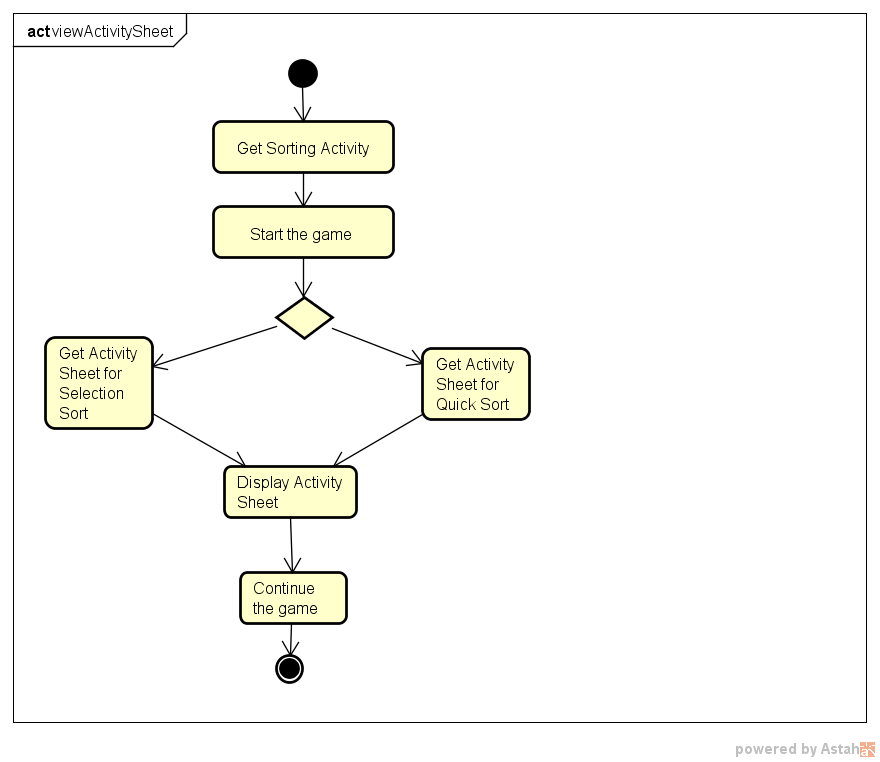 act viewActivitySheet
Get Sorting Activity
Start the game
Get Activity
Sheet for
Selection
Sort
Get Activity
Sheet for
Quick Sort
Display Activity
Sheet
Continue
the game
powered by Astah